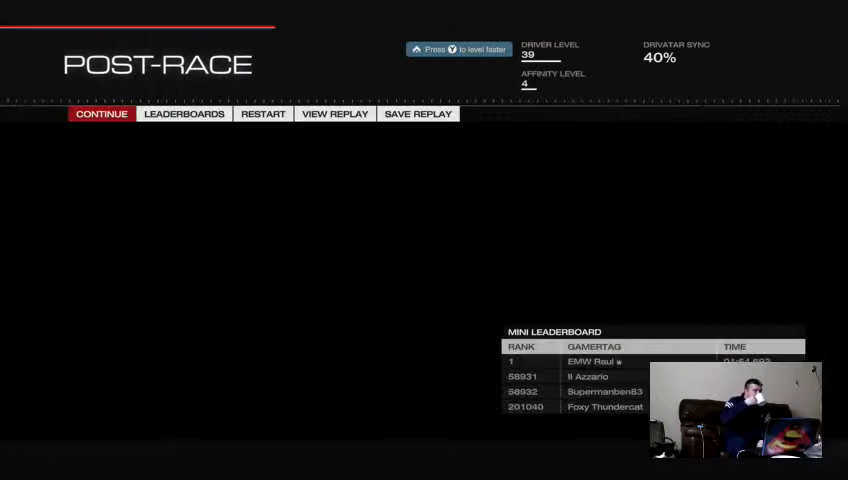 POST-RACE
Press Y to level faster
DRIVER LEVEL
39
AFFINITY LEVEL
4
DRIVATAR SYNC
40%
CONTINUE LEADERBOARDS RESTART VIEW REPLAY SAVE REPLAY
MINI LEADERBOARD
RANK GAMERTAG TIME
1 EMW Raul
58931 II Azzario
58932 Supermanben83
201040 Foxy Thundercat